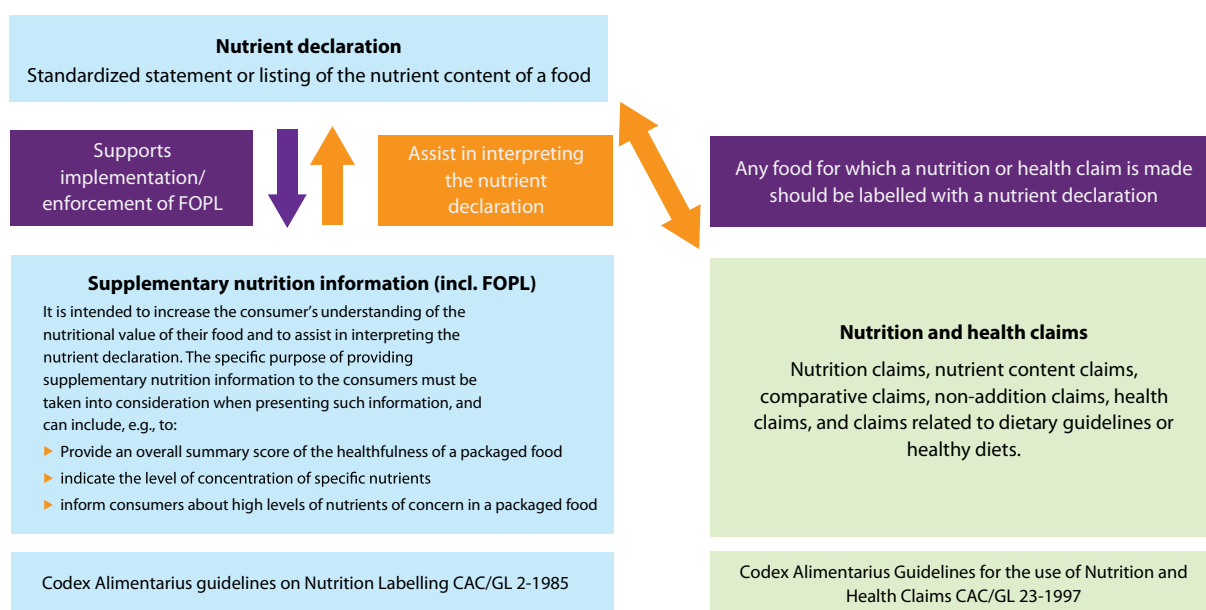 Nutrient declaration
Standardized statement or listing of the nutrient content of a food
Supports
implementation/
enforcement of FOPL
Assist in interpreting
the nutrient
declaration
Any food for which a nutrition or health claim is made
should be labelled with a nutrient declaration
Supplementary nutrition information (incl. FOPL)
It is intended to increase the consumer’s understanding of the
nutritional value of their food and to assist in interpreting the
nutrient declaration. The specific purpose of providing
supplementary nutrition information to the consumers must be
taken into consideration when presenting such information, and
can include, e.g., to:
Provide an overall summary score of the healthfulness of a packaged food
indicate the level of concentration of specific nutrients
inform consumers about high levels of nutrients of concern in a packaged food
Nutrition and health claims
Nutrition claims, nutrient content claims,
comparative claims, non-addition claims, health
claims, and claims related to dietary guidelines or
healthy diets.
Codex Alimentarius guidelines on Nutrition Labelling CAC/GL 2-1985
Codex Alimentarius Guidelines for the use of Nutrition and
Health Claims CAC/GL 23-1997